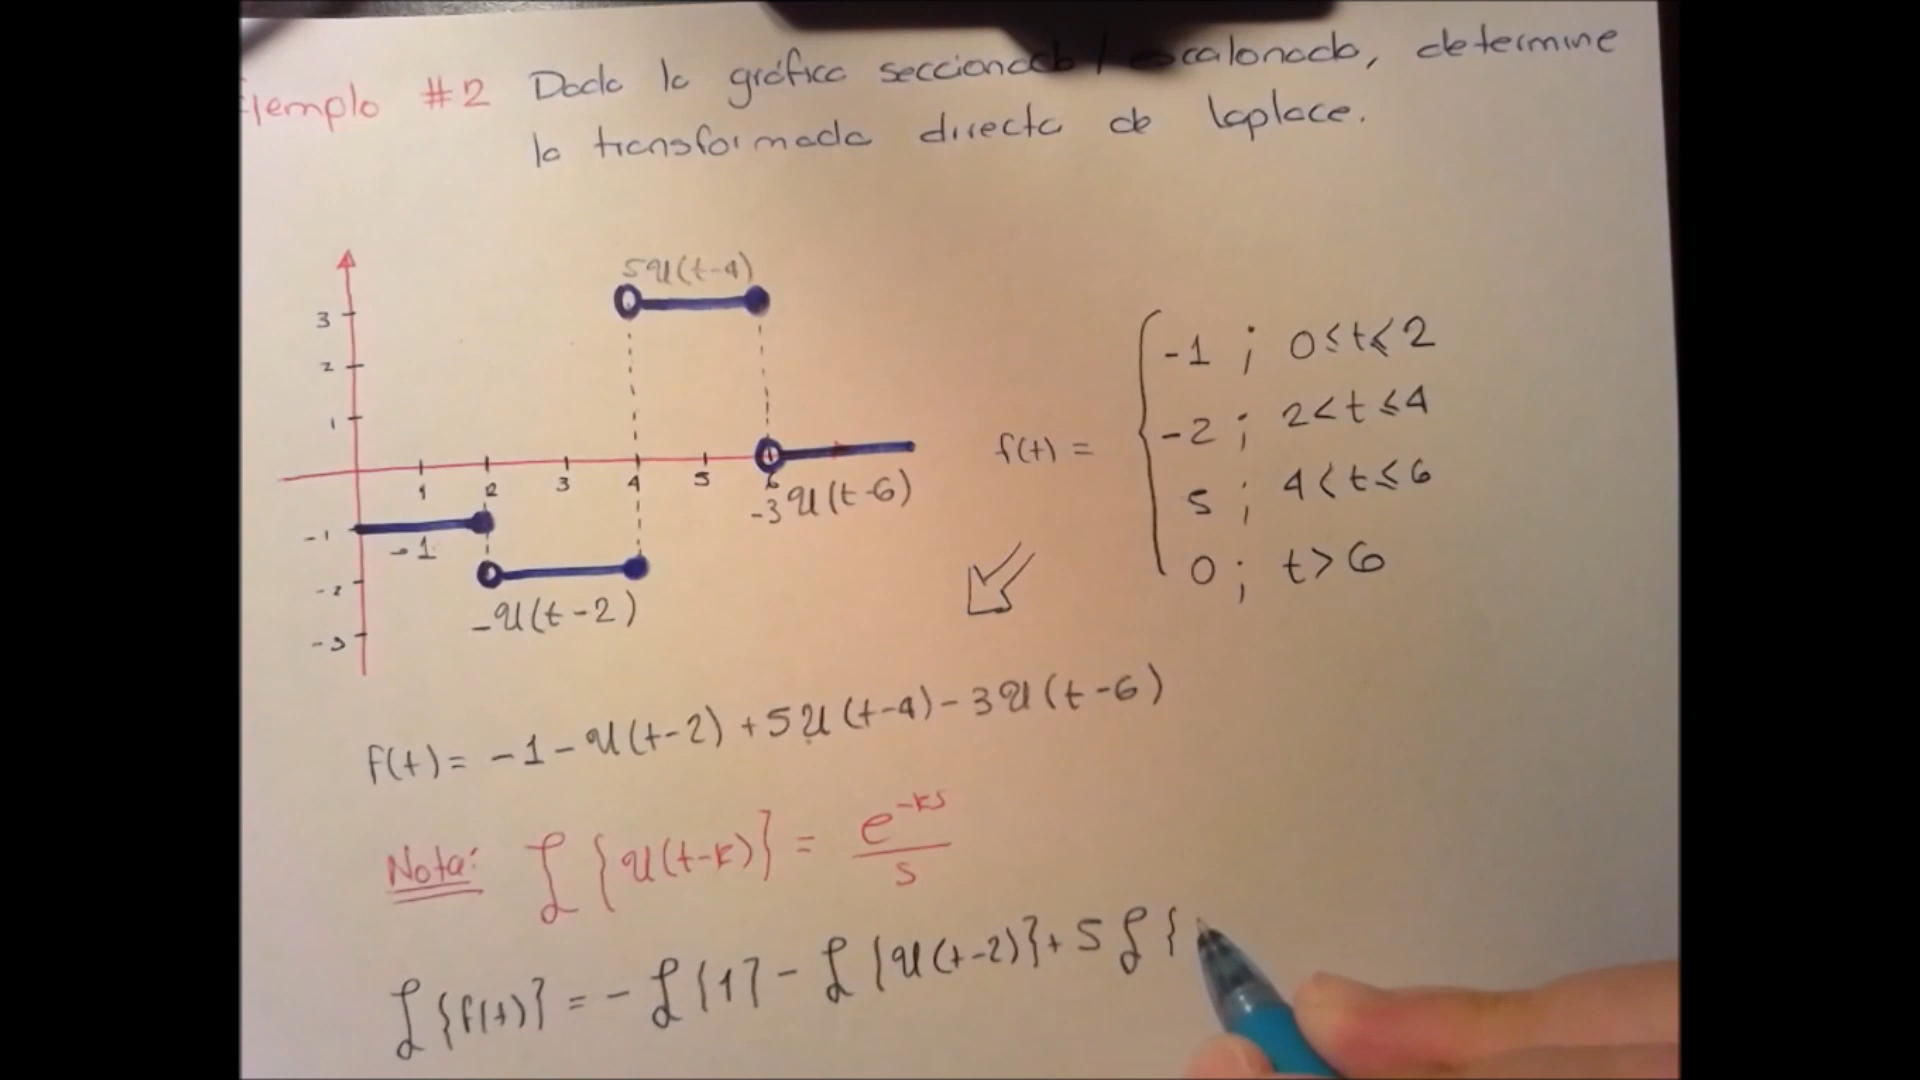 Ejemplo #2 Dada la gráfica seccionada/escalonada, determine
la transformada directa de Laplace.
5U(t-4)
3
2
1
1 2 3 4 5 6
-3U(t-6)
-1
-1
-2
-U(t-2)
-3
f(t) =
-1 ; 0≤t≤2
-2 ; 2<t≤4
5 ; 4<t≤6
0 ; t>6
f(t) = -1 - U(t-2) + 5U(t-4) - 3U(t-6)
Nota: ℒ{U(t-k)} = e^-ks / s
ℒ{f(t)} = -ℒ{1} - ℒ{U(t-2)} + 5ℒ{